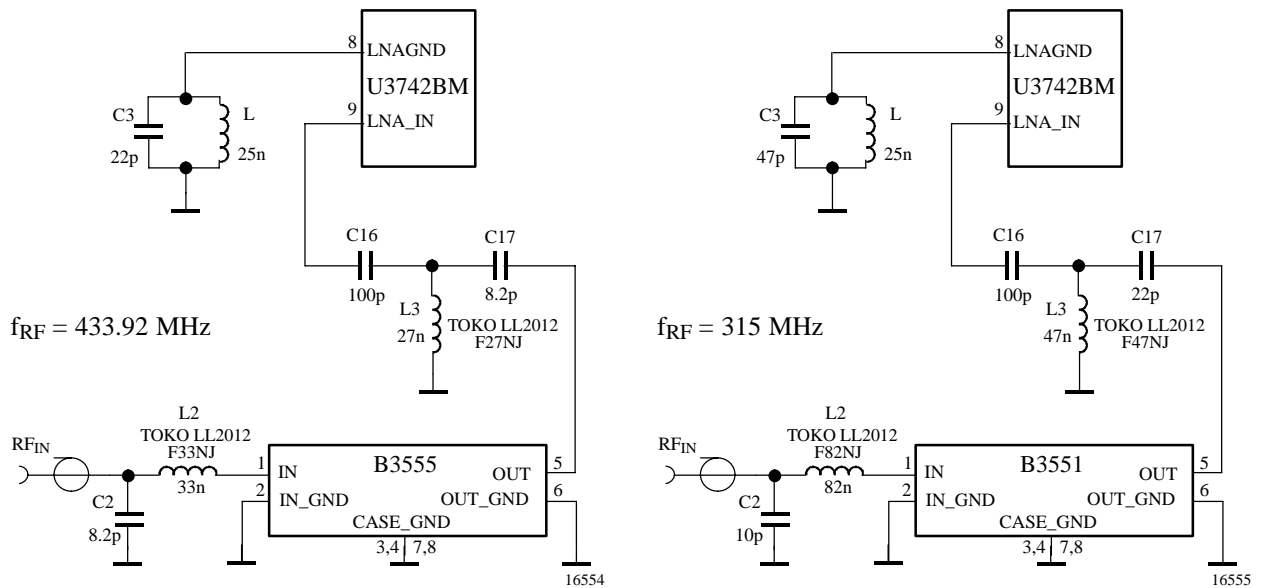 8
LNAGND
U3742BM
9
LNA_IN
C3
22p
L
25n
C16
100p
C17
8.2p
L3
27n
TOKO LL2012
F27NJ
fRF = 433.92 MHz
L2
TOKO LL2012
F33NJ
33n
RFIN
C2
8.2p
1
IN
B3555
OUT
5
2
IN_GND
OUT_GND
6
CASE_GND
3,4
7,8
16554
8
LNAGND
U3742BM
9
LNA_IN
C3
47p
L
25n
C16
100p
C17
22p
L3
47n
TOKO LL2012
F47NJ
fRF = 315 MHz
L2
TOKO LL2012
F82NJ
82n
RFIN
C2
10p
1
IN
B3551
OUT
5
2
IN_GND
OUT_GND
6
CASE_GND
3,4
7,8
16555